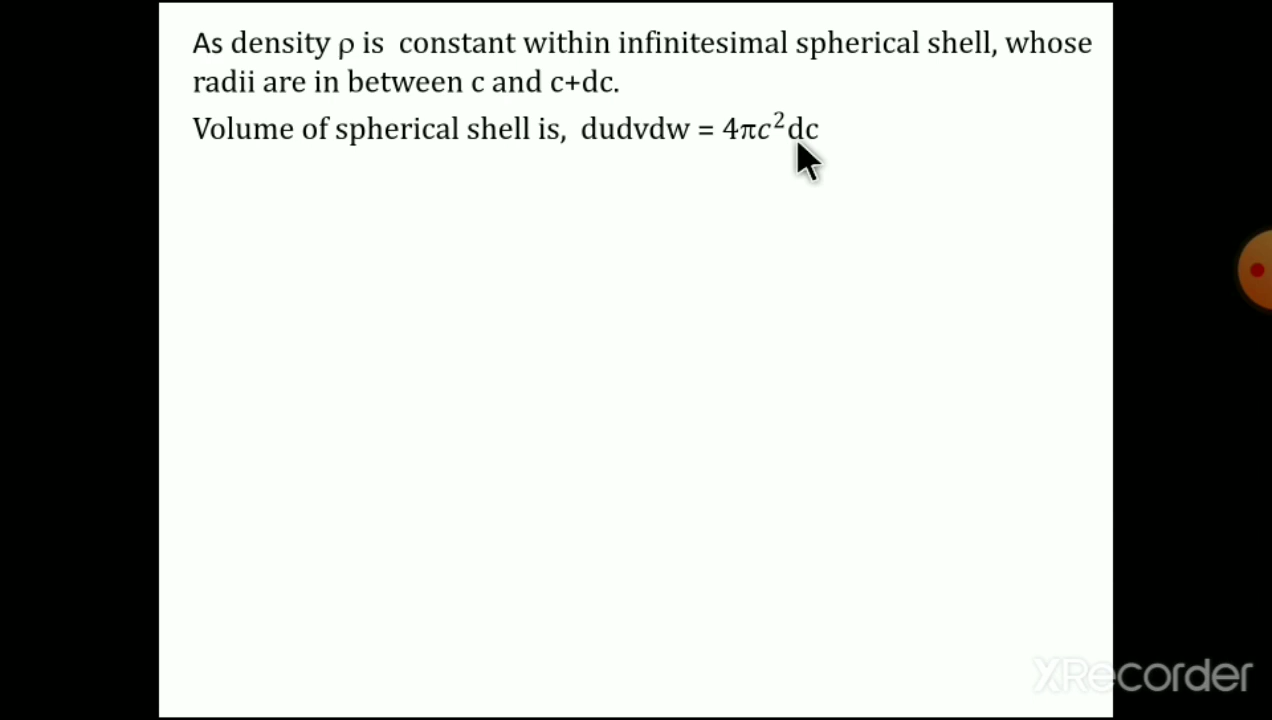 As density ρ is constant within infinitesimal spherical shell, whose
radii are in between c and c+dc.
Volume of spherical shell is, dudvdw = 4πc²dc
XRecorder